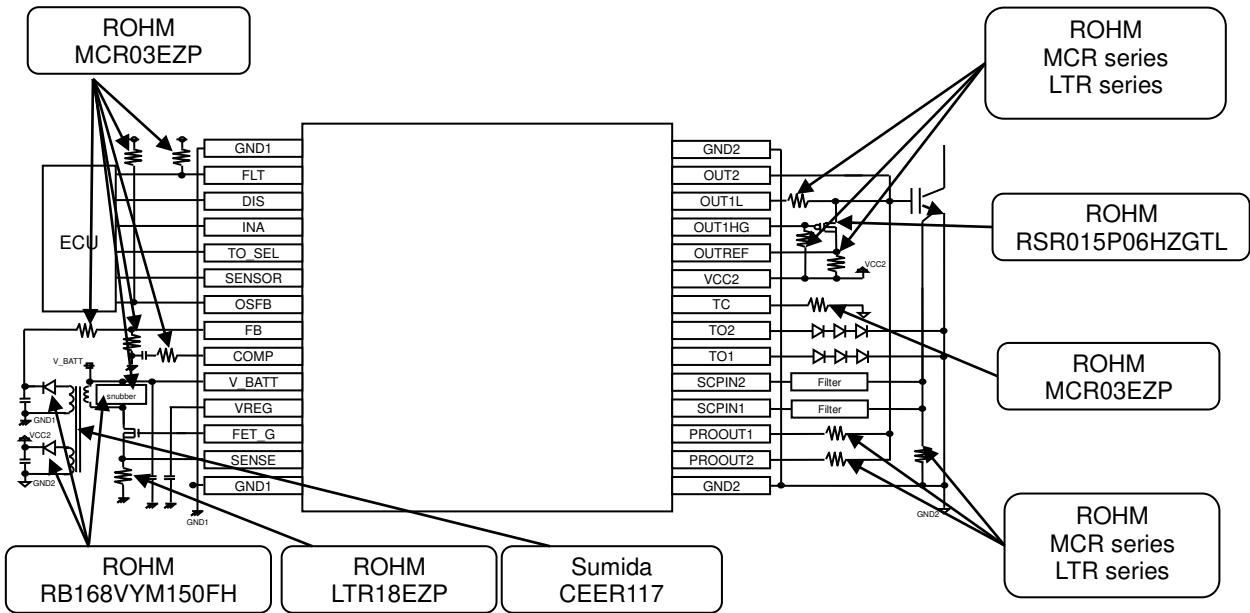 ROHM
MCR03EZP
ROHM
MCR series
LTR series
GND1
FLT
DIS
INA
TO_SEL
SENSOR
OSFB
FB
COMP
V_BATT
VREG
FET_G
SENSE
GND1
ECU
GND2
OUT2
OUT1L
OUT1HG
OUTREF
VCC2
TC
TO2
TO1
SCPIN2
SCPIN1
PROOUT1
PROOUT2
GND2
VCC2
ROHM
RSR015P06HZGTL
ROHM
MCR03EZP
Filter
Filter
V_BATT
snubber
GND1
VCC2
GND2
GND1
GND2
ROHM
RB168VYM150FH
ROHM
LTR18EZP
Sumida
CEER117
ROHM
MCR series
LTR series